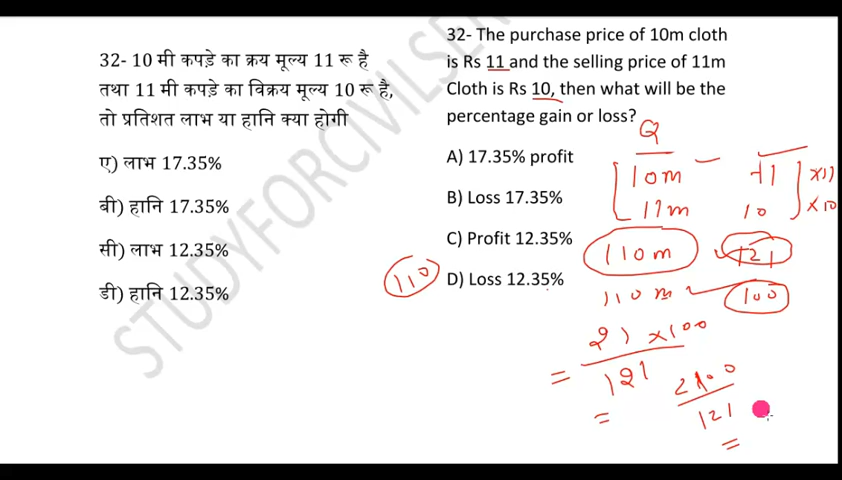 32- 10 मी कपड़े का क्रय मूल्य 11 रू है
तथा 11 मी कपड़े का विक्रय मूल्य 10 रू है,
तो प्रतिशत लाभ या हानि क्या होगी
ए) लाभ 17.35%
बी) हानि 17.35%
सी) लाभ 12.35%
डी) हानि 12.35%
32- The purchase price of 10m cloth
is Rs 11 and the selling price of 11m
Cloth is Rs 10, then what will be the
percentage gain or loss?
A) 17.35% profit
B) Loss 17.35%
C) Profit 12.35%
D) Loss 12.35%
Q
10m - 11 ×11
11m 10 ×10
110m 121
110 m 100
110
= 21 ×100
121
= 2100
121
=
STUDYFORCIVILSER